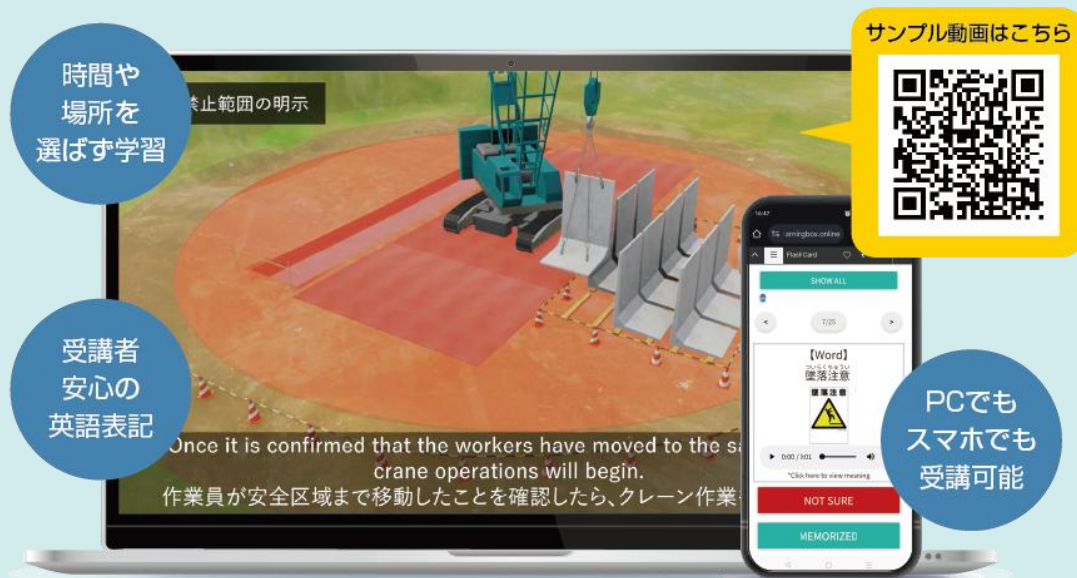 サンプル動画はこちら
時間や
場所を
選ばず学習
禁止範囲の明示
受講者
安心の
英語表記
Once it is confirmed that the workers have moved to the
crane operations will begin.
作業員が安全区域まで移動したことを確認したら、クレーン作業
16:47
amirgbox.online
Flash Card
SHOW ALL
<
7/25
>
【Word】
ついらくちゅうい
墜落注意
墜落注意
0:00 / 0:01
*Click here to view meaning
NOT SURE
MEMORIZED
PCでも
スマホでも
受講可能